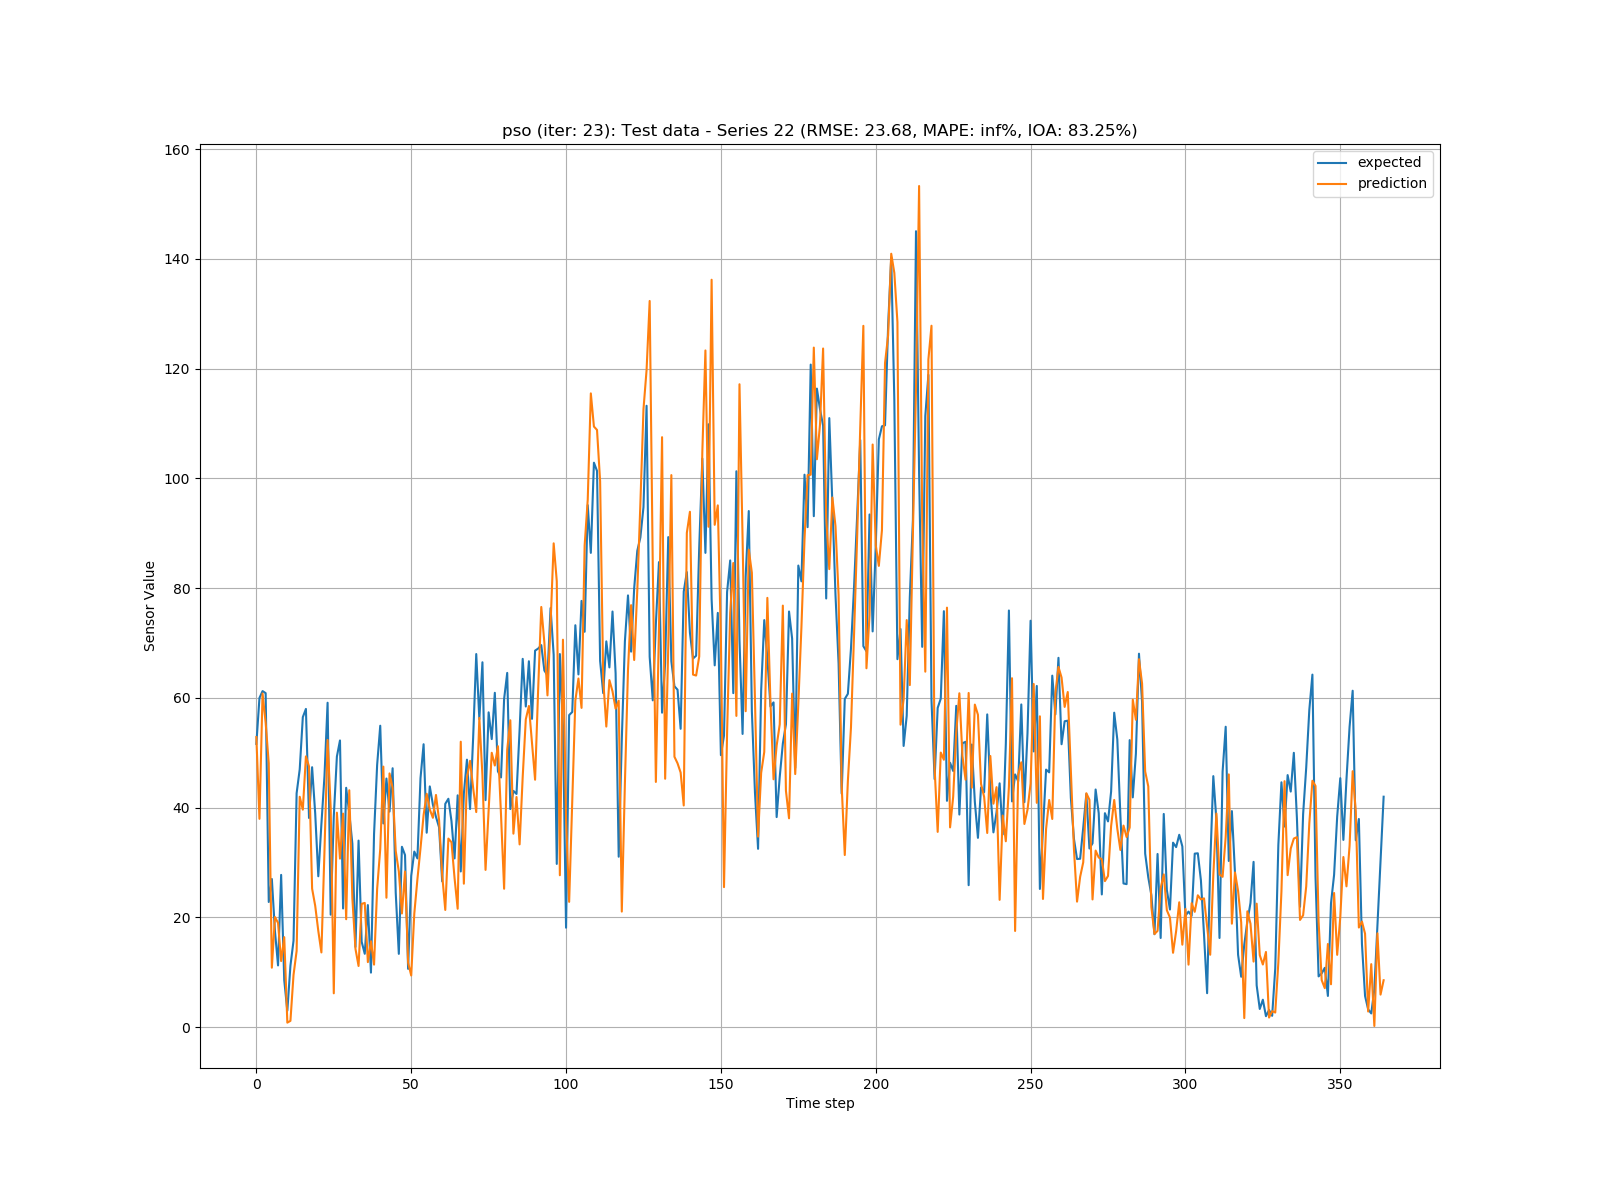 pso (iter: 23): Test data - Series 22 (RMSE: 23.68, MAPE: inf%, IOA: 83.25%)
expected
prediction
160
140
120
100
80
60
40
20
0
Sensor Value
0 50 100 150 200 250 300 350
Time step